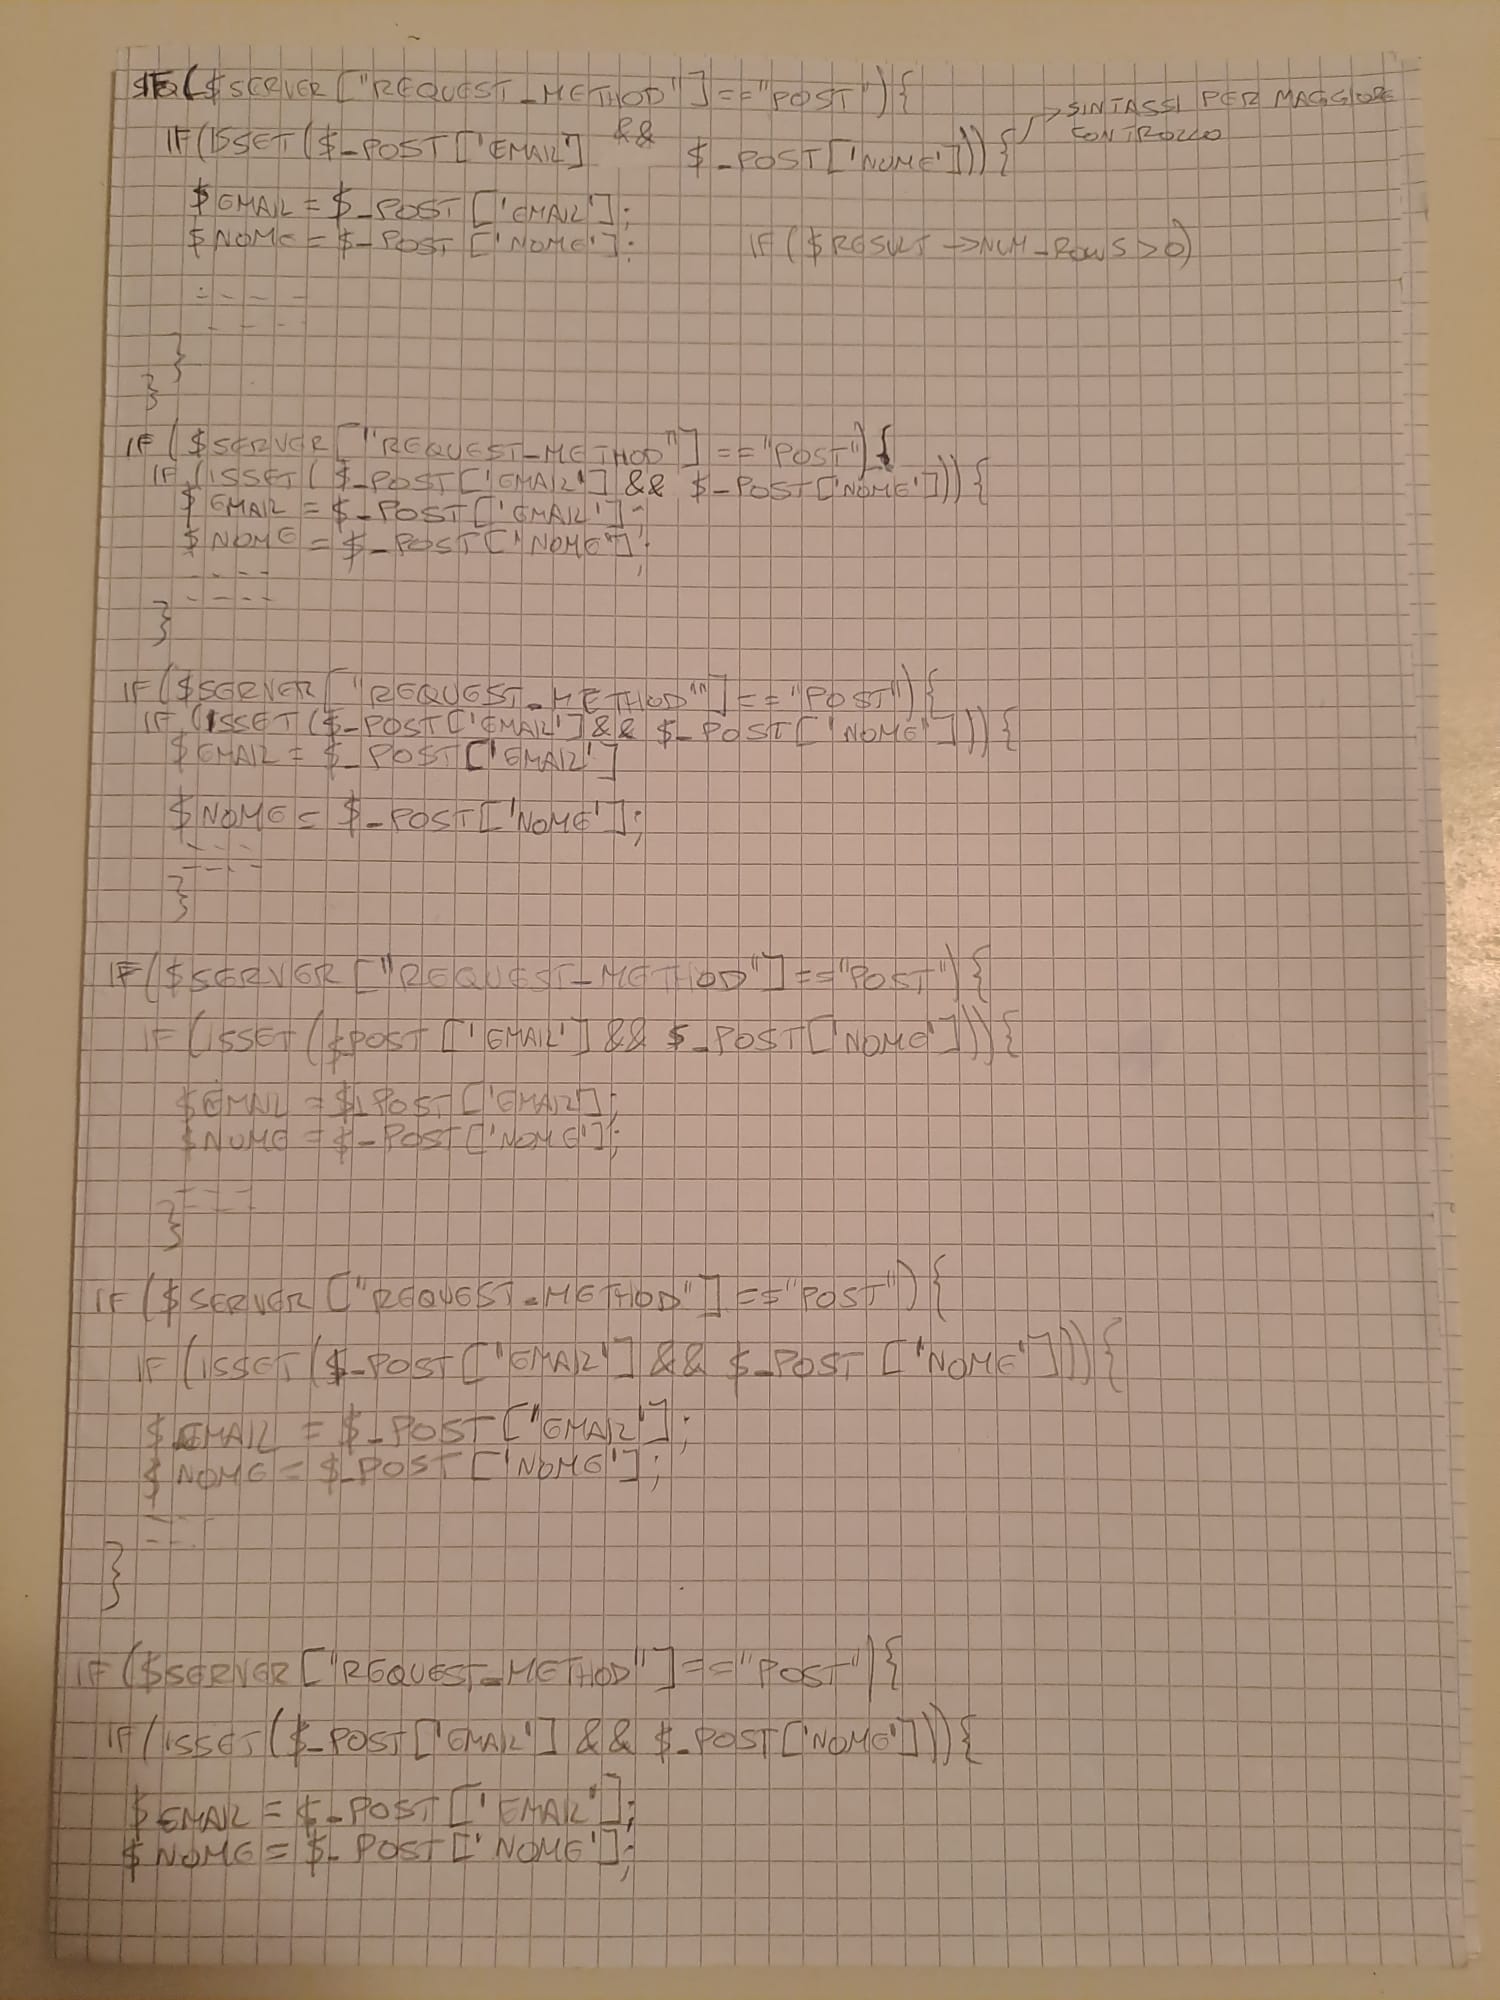 IF ($SERVER ["REQUEST_METHOD"]=="POST"){
IF(ISSET($_POST['EMAIL'] && $_POST['NOME'])){ → SINTASSI PER MAGGIORE
CONTROLLO
$EMAIL = $_POST['EMAIL'];
$NOME = $_POST['NOME']; IF ($RESULT →NUM_ROWS>0)
}
}
IF ($SERVER ["REQUEST_METHOD"]=="POST"){
IF (ISSET($_POST['EMAIL'] && $_POST['NOME'])){
$EMAIL = $_POST['EMAIL'];
$NOME = $_POST['NOME'];
}
IF($SERVER["REQUEST_METHOD"]=="POST"){
IF (ISSET($_POST['EMAIL'] && $_POST['NOME'])){
$EMAIL = $_POST['EMAIL']
$NOME = $_POST['NOME'];
}
IF($SERVER["REQUEST_METHOD"]=="POST"){
IF (ISSET($POST['EMAIL'] && $_POST['NOME'])){
$EMAIL = $_POST['EMAIL];
$NOME = $_POST['NOME'];
}
IF($SERVER["REQUEST_METHOD"]=="POST"){
IF (ISSET($_POST['EMAIL'] && $_POST['NOME'])){
$EMAIL = $_POST['EMAIL'];
$NOME = $_POST['NOME'];
}
IF($SERVER["REQUEST_METHOD"]=="POST"){
IF(ISSET($_POST['EMAIL'] && $_POST['NOME'])){
$EMAIL = $_POST['EMAIL'];
$NOME = $_POST['NOME'];